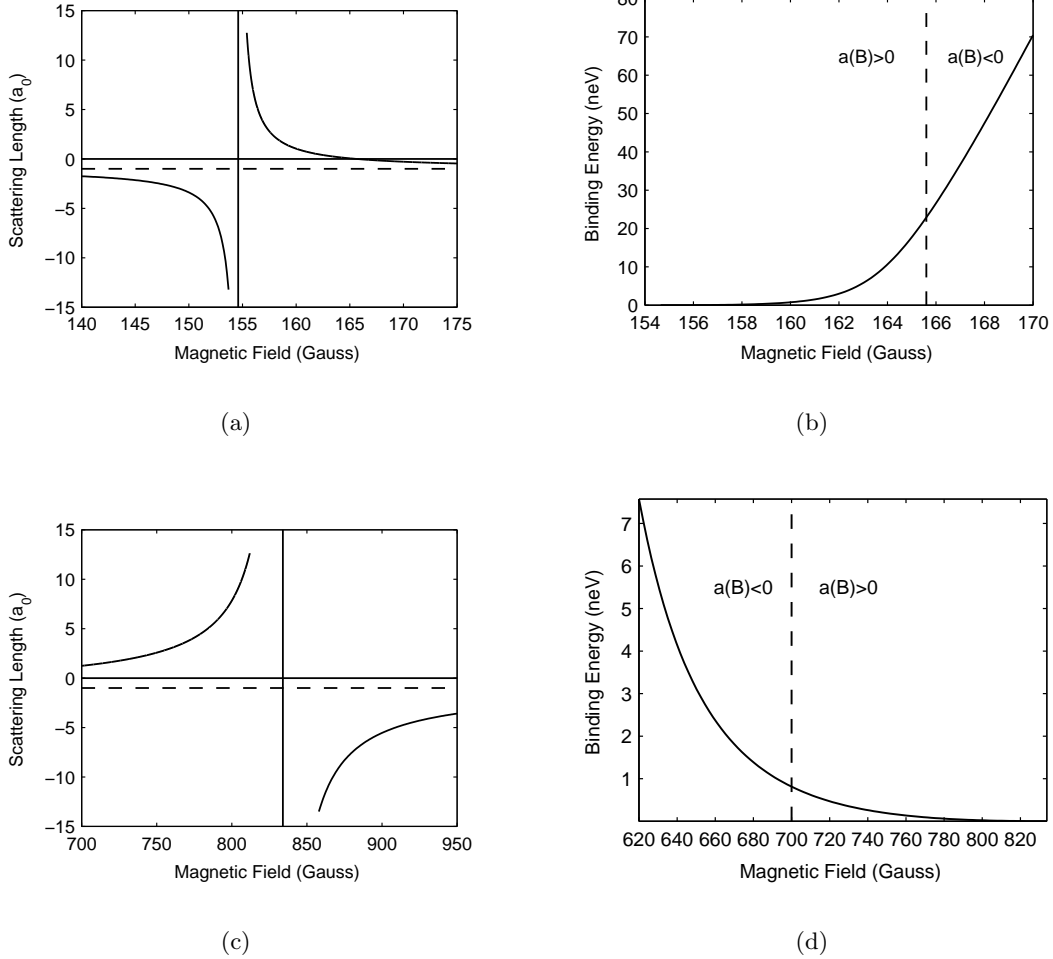 15
10
5
0
−5
−10
−15
140 145 150 155 160 165 170 175
Scattering Length (a0)
Magnetic Field (Gauss)
(a)
80
70
60
50
40
30
20
10
0
154 156 158 160 162 164 166 168 170
a(B)>0 a(B)<0
Binding Energy (neV)
Magnetic Field (Gauss)
(b)
15
10
5
0
−5
−10
−15
700 750 800 850 900 950
Scattering Length (a0)
Magnetic Field (Gauss)
(c)
7
6
5
4
3
2
1
620 640 660 680 700 720 740 760 780 800 820
a(B)<0 a(B)>0
Binding Energy (neV)
Magnetic Field (Gauss)
(d)